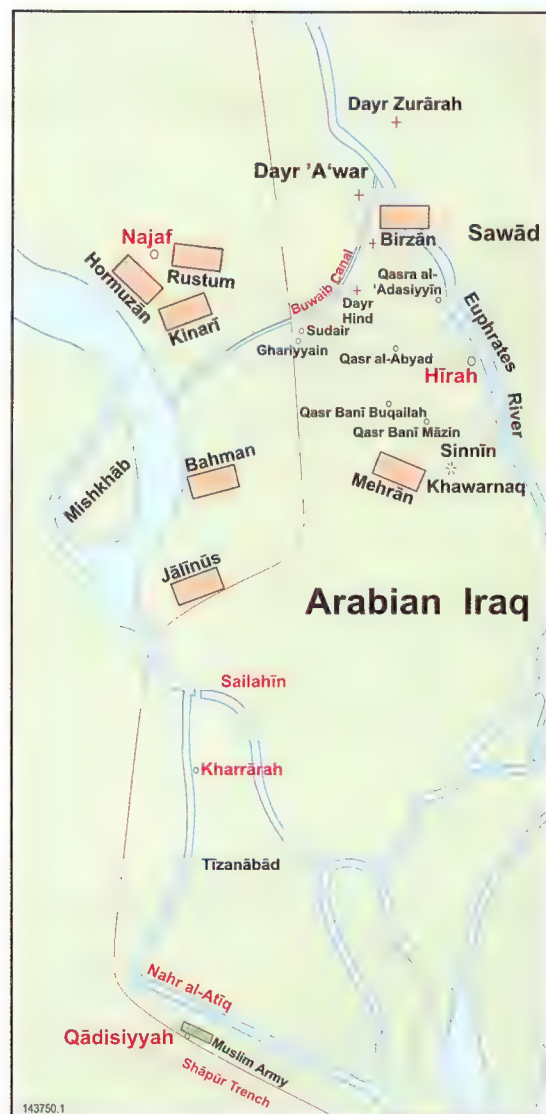 Dayr Zurārah
Dayr ’A‘war
Birzān
Sawād
Najaf
Rustum
Hormuzān
Kinarī
Buwaib Canal
Qasra al-
‘Adasiyyīn
Dayr
Hind
Sudair
Ghariyyain
Qasr al-Abyad
Euphrates
River
Hīrah
Qasr Banī Buqailah
Qasr Banī Māzin
Sinnīn
Mehrān
Khawarnaq
Bahman
Mishkhāb
Jālīnūs
Arabian Iraq
Sailahīn
Kharrārah
Tīzanābād
Nahr al-Atīq
Qādisiyyah
Muslim Army
Shāpūr Trench
143750.1